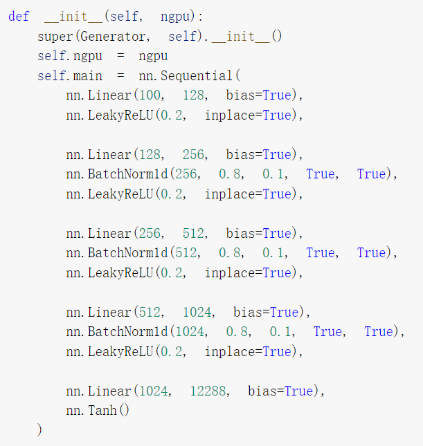 def __init__(self, ngpu):
    super(Generator, self).__init__()
    self.ngpu = ngpu
    self.main = nn.Sequential(
        nn.Linear(100, 128, bias=True),
        nn.LeakyReLU(0.2, inplace=True),

        nn.Linear(128, 256, bias=True),
        nn.BatchNorm1d(256, 0.8, 0.1, True, True),
        nn.LeakyReLU(0.2, inplace=True),

        nn.Linear(256, 512, bias=True),
        nn.BatchNorm1d(512, 0.8, 0.1, True, True),
        nn.LeakyReLU(0.2, inplace=True),

        nn.Linear(512, 1024, bias=True),
        nn.BatchNorm1d(1024, 0.8, 0.1, True, True),
        nn.LeakyReLU(0.2, inplace=True),

        nn.Linear(1024, 12288, bias=True),
        nn.Tanh()
    )